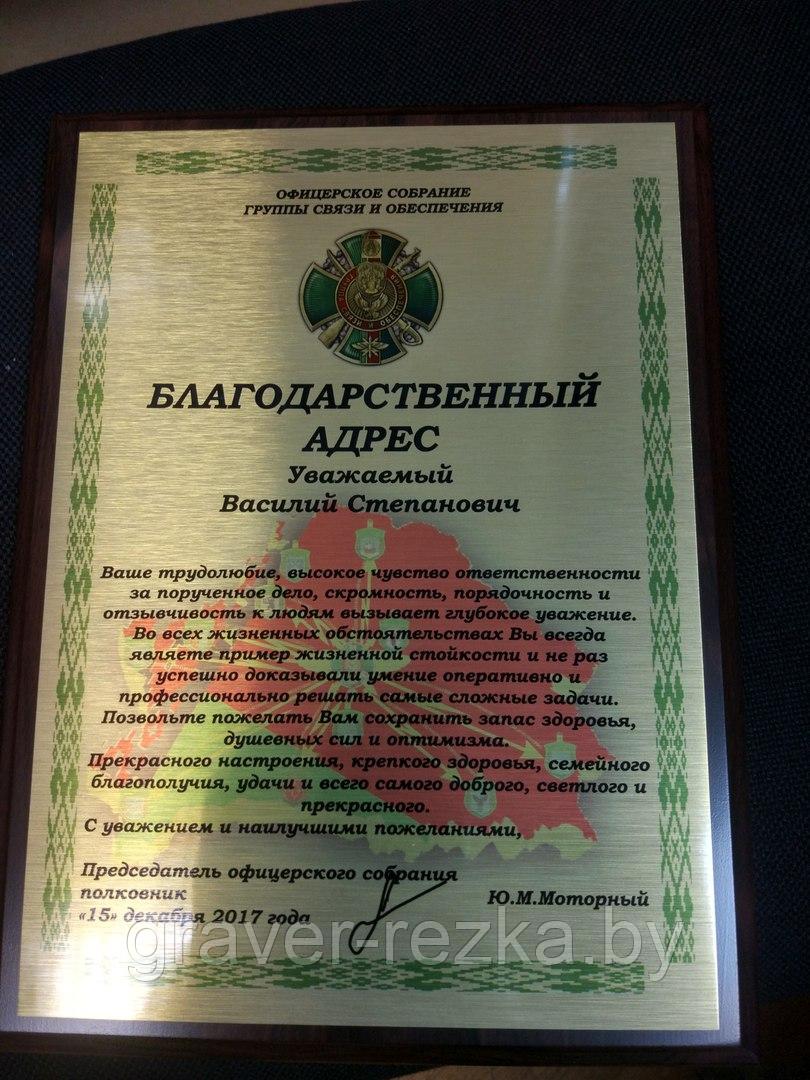 ОФИЦЕРСКОЕ СОБРАНИЕ
ГРУППЫ СВЯЗИ И ОБЕСПЕЧЕНИЯ
БЛАГОДАРСТВЕННЫЙ
АДРЕС
Уважаемый
Василий Степанович
Ваше трудолюбие, высокое чувство ответственности
за порученное дело, скромность, порядочность и
отзывчивость к людям вызывает глубокое уважение.
Во всех жизненных обстоятельствах Вы всегда
являете пример жизненной стойкости и не раз
успешно доказывали умение оперативно и
профессионально решать самые сложные задачи.
Позвольте пожелать Вам сохранить запас здоровья,
душевных сил и оптимизма.
Прекрасного настроения, крепкого здоровья, семейного
благополучия, удачи и всего самого доброго, светлого и
прекрасного.
С уважением и наилучшими пожеланиями,
Председатель офицерского собрания
полковник Ю.М.Моторный
«15» декабря 2017 года
graver-rezka.by